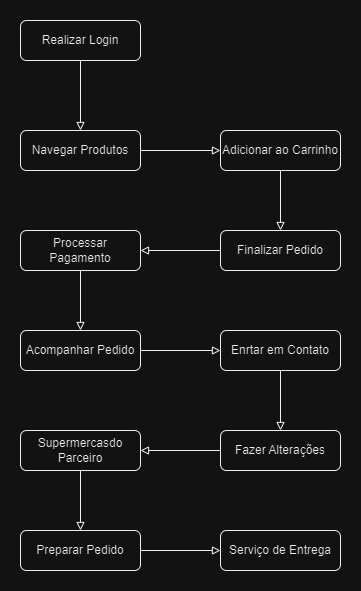 Realizar Login
Navegar Produtos
Adicionar ao Carrinho
Processar
Pagamento
Finalizar Pedido
Acompanhar Pedido
Enrtar em Contato
Supermercasdo
Parceiro
Fazer Alterações
Preparar Pedido
Serviço de Entrega